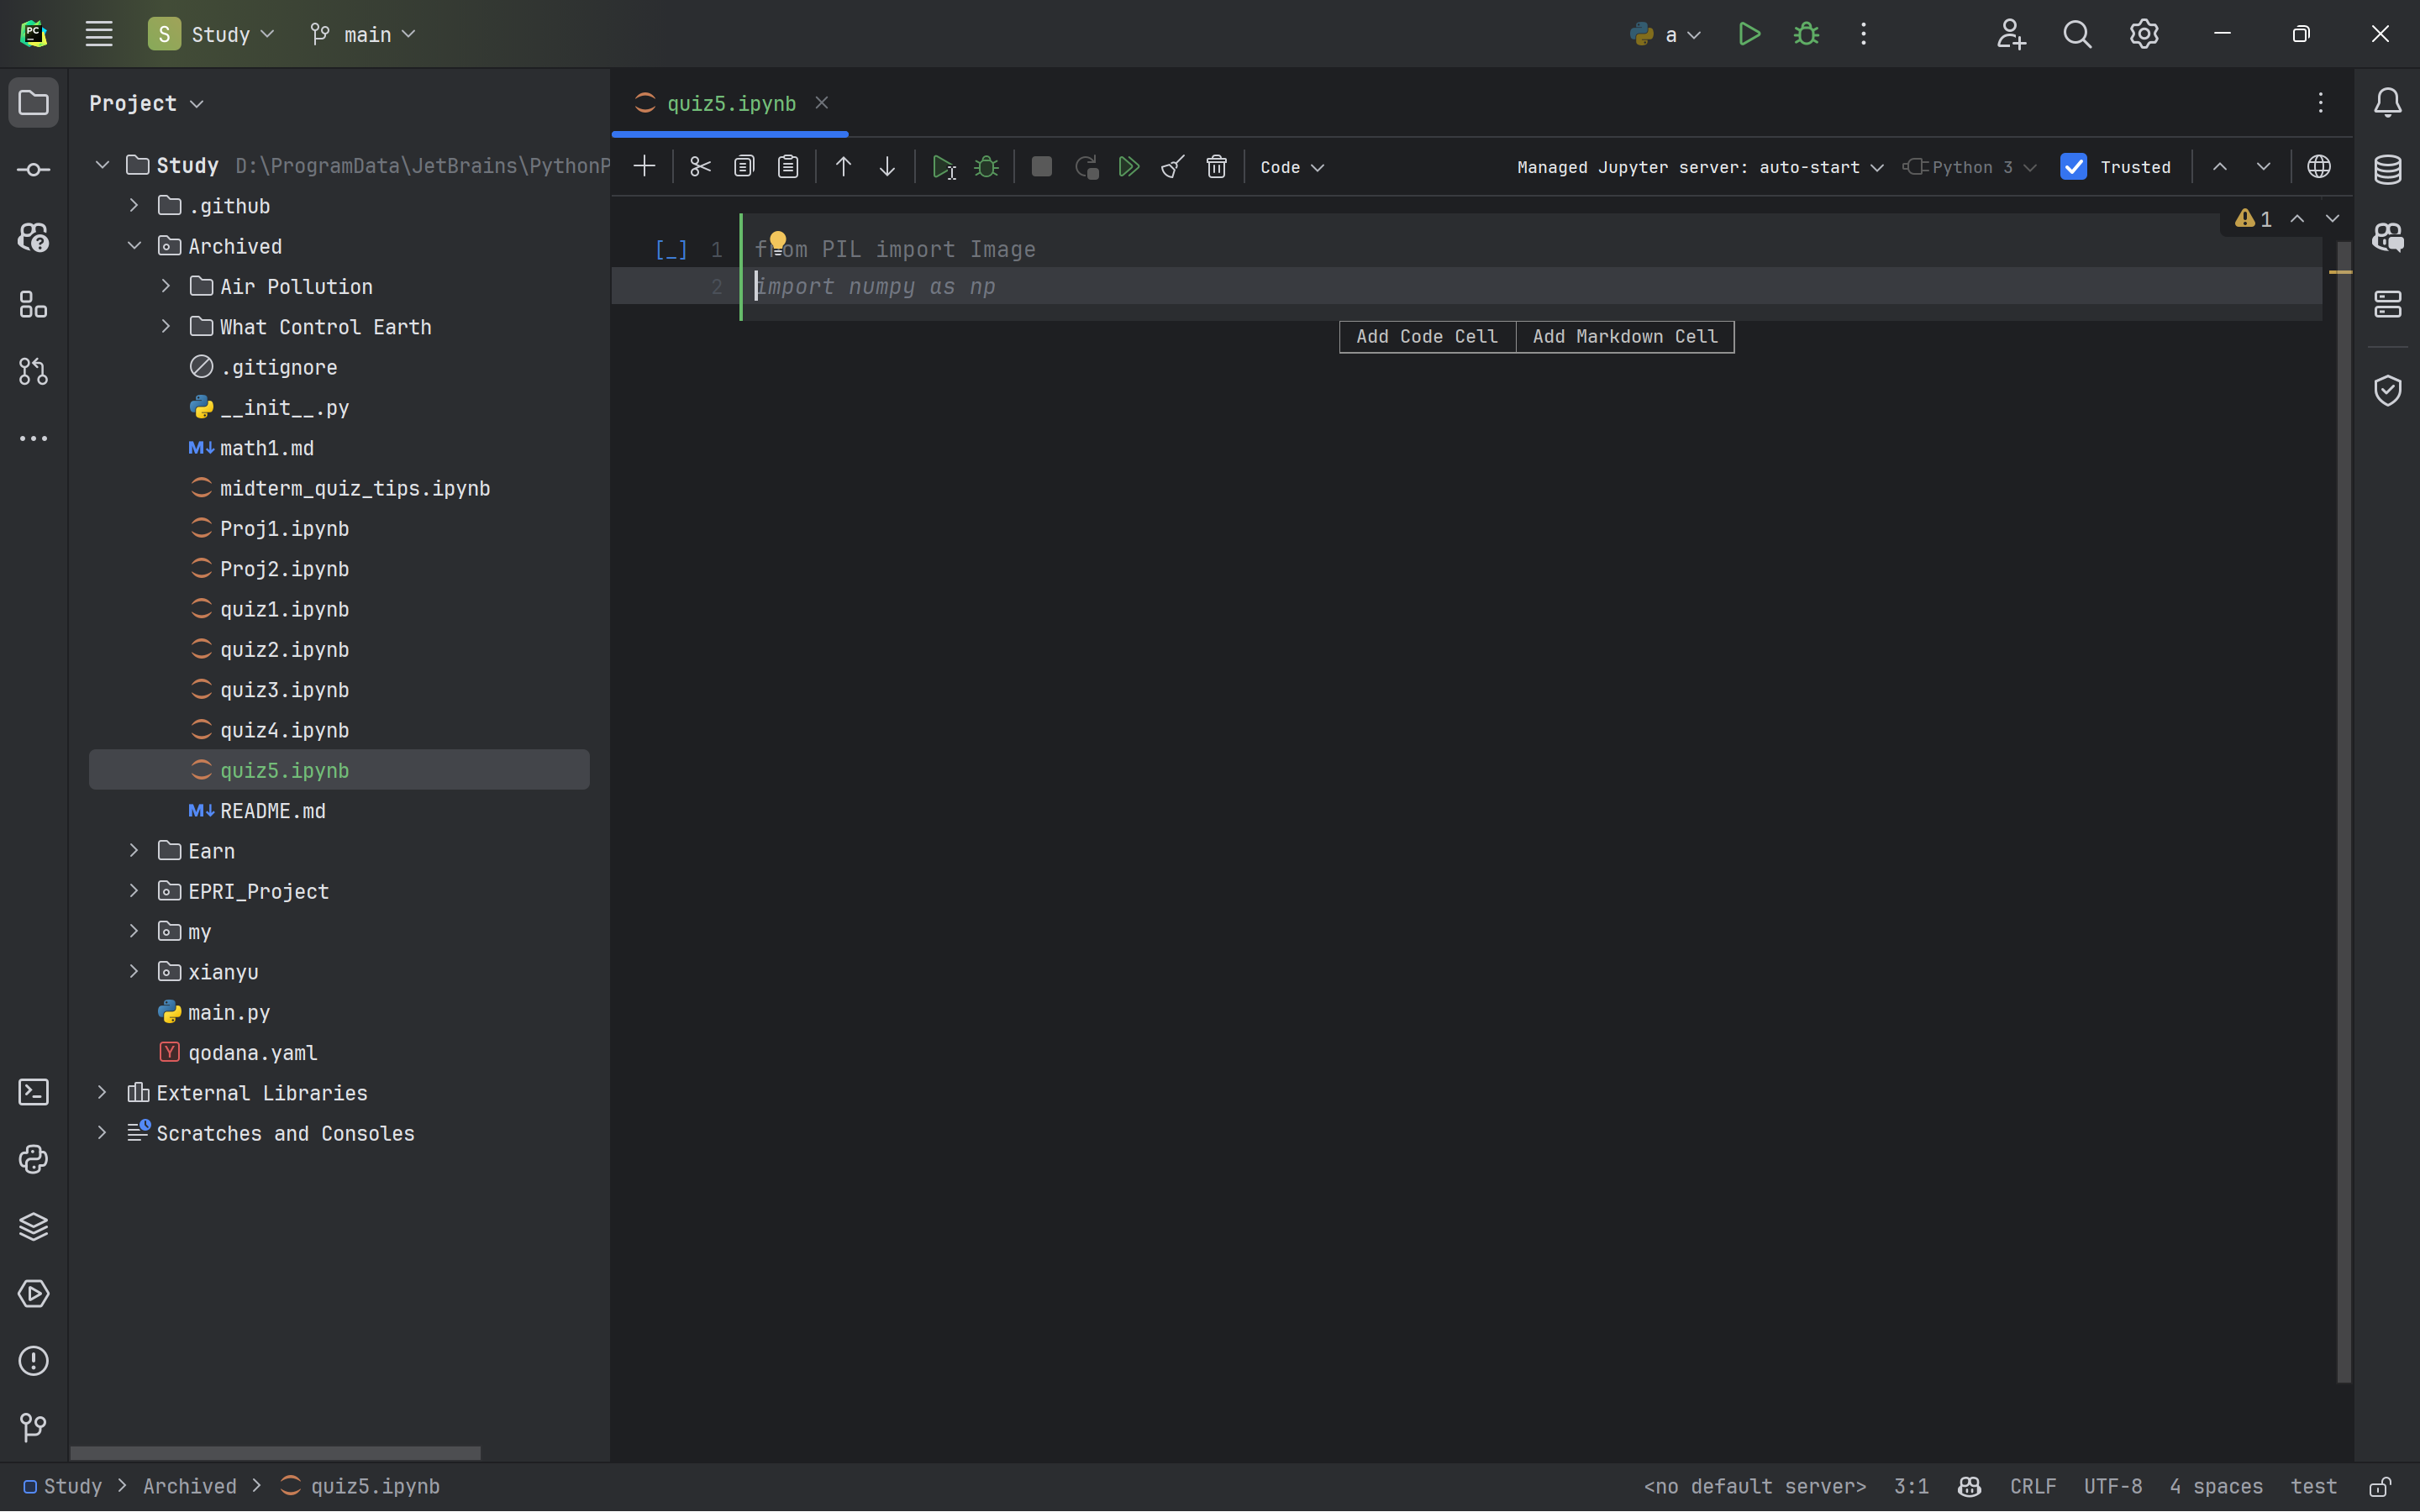 PC
S Study main a
Project
quiz5.ipynb
Study D:\ProgramData\JetBrains\PythonP
Code Managed Jupyter server: auto-start Python 3 Trusted
.github
Archived
1
[_] 1 from PIL import Image
2 import numpy as np
Add Code Cell Add Markdown Cell
Air Pollution
What Control Earth
.gitignore
__init__.py
M↓ math1.md
midterm_quiz_tips.ipynb
Proj1.ipynb
Proj2.ipynb
quiz1.ipynb
quiz2.ipynb
quiz3.ipynb
quiz4.ipynb
quiz5.ipynb
M↓ README.md
Earn
EPRI_Project
my
xianyu
main.py
Y qodana.yaml
External Libraries
Scratches and Consoles
Study > Archived > quiz5.ipynb <no default server> 3:1 CRLF UTF-8 4 spaces test